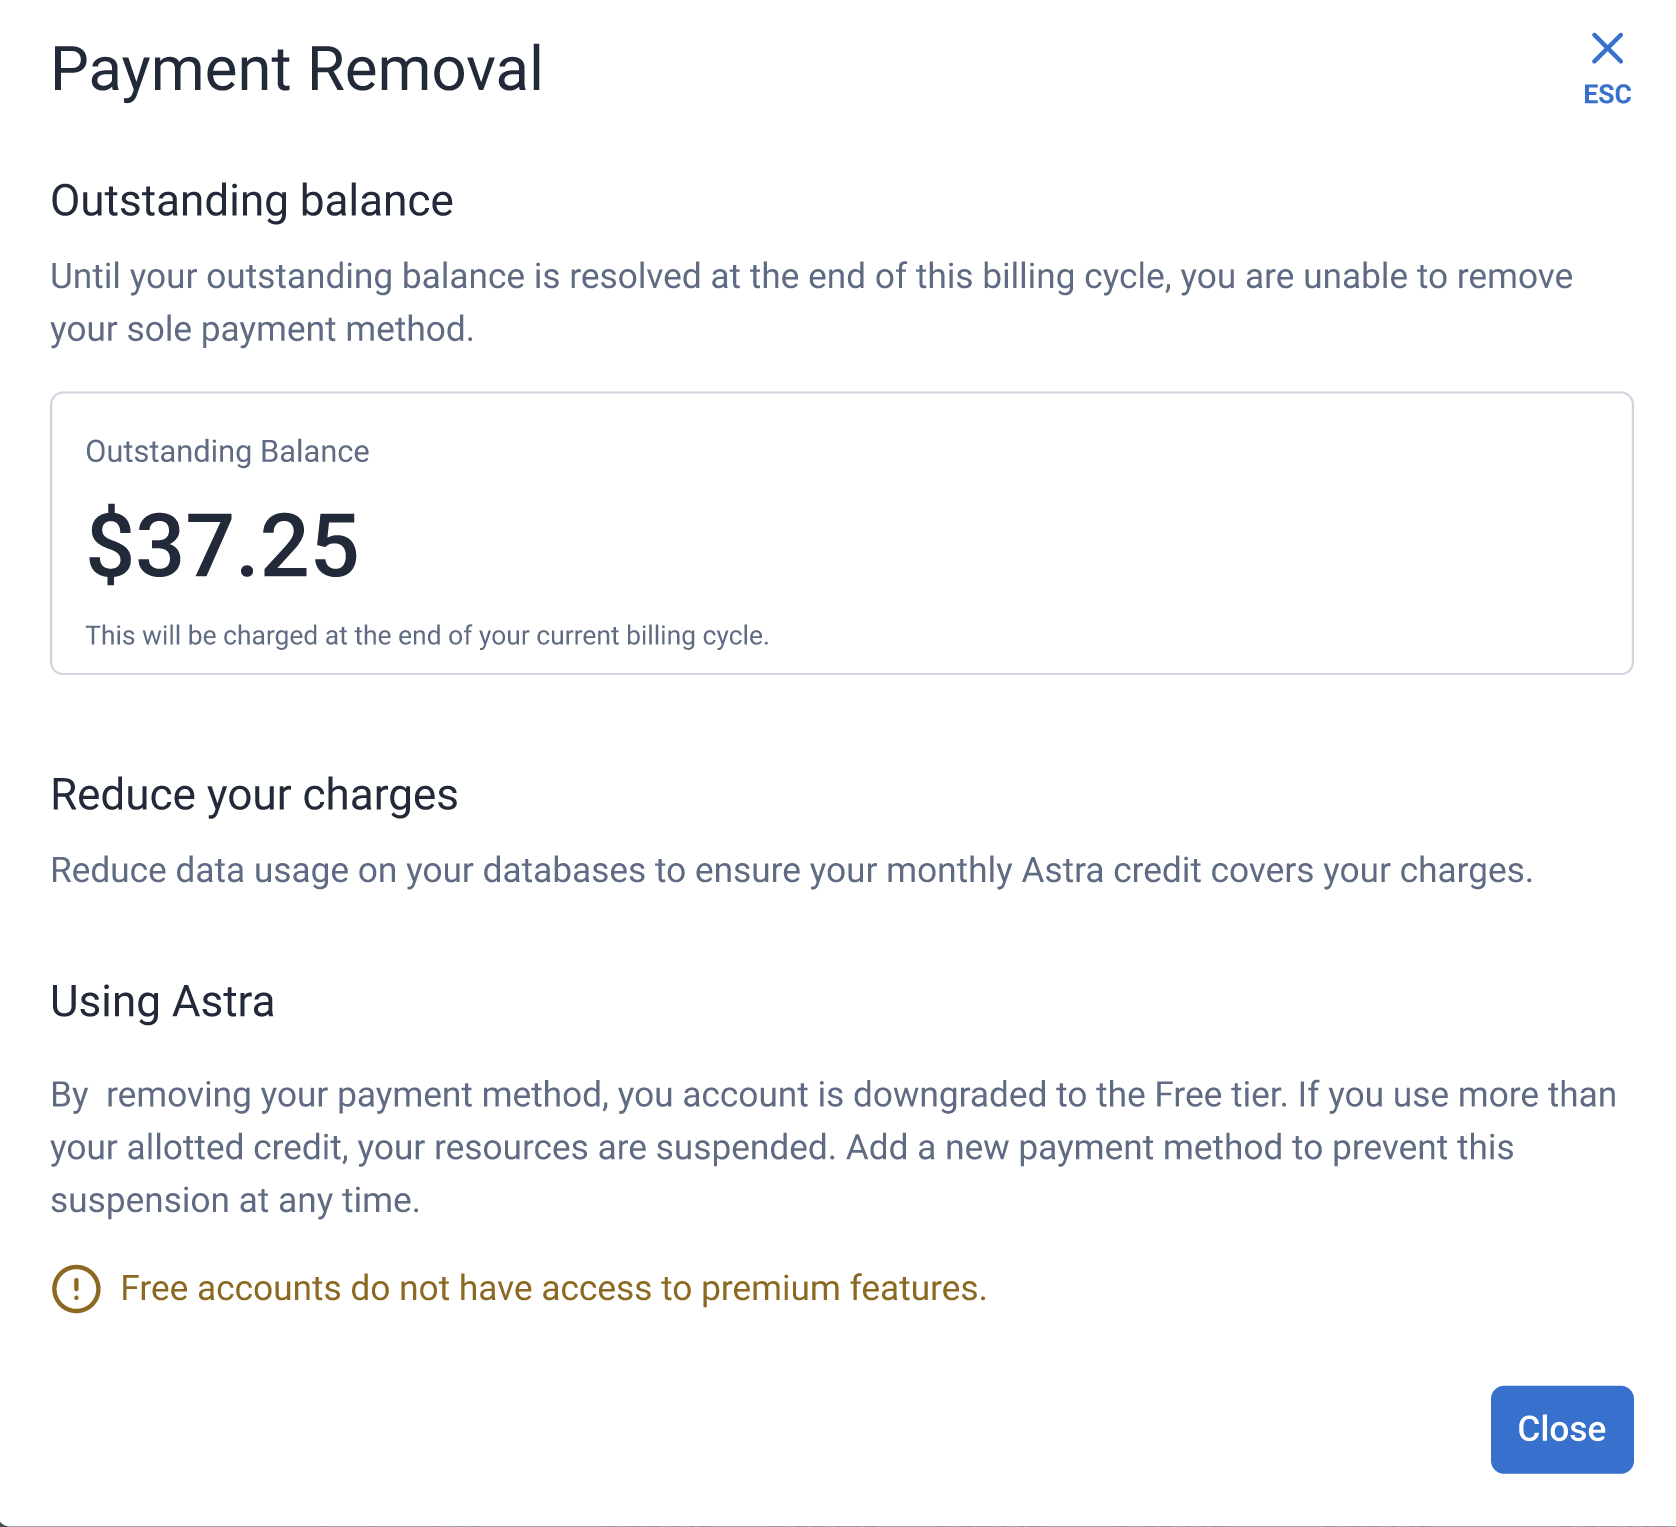 Payment Removal
ESC
Outstanding balance
Until your outstanding balance is resolved at the end of this billing cycle, you are unable to remove
your sole payment method.
Outstanding Balance
$37.25
This will be charged at the end of your current billing cycle.
Reduce your charges
Reduce data usage on your databases to ensure your monthly Astra credit covers your charges.
Using Astra
By  removing your payment method, you account is downgraded to the Free tier. If you use more than
your allotted credit, your resources are suspended. Add a new payment method to prevent this
suspension at any time.
Free accounts do not have access to premium features.
Close